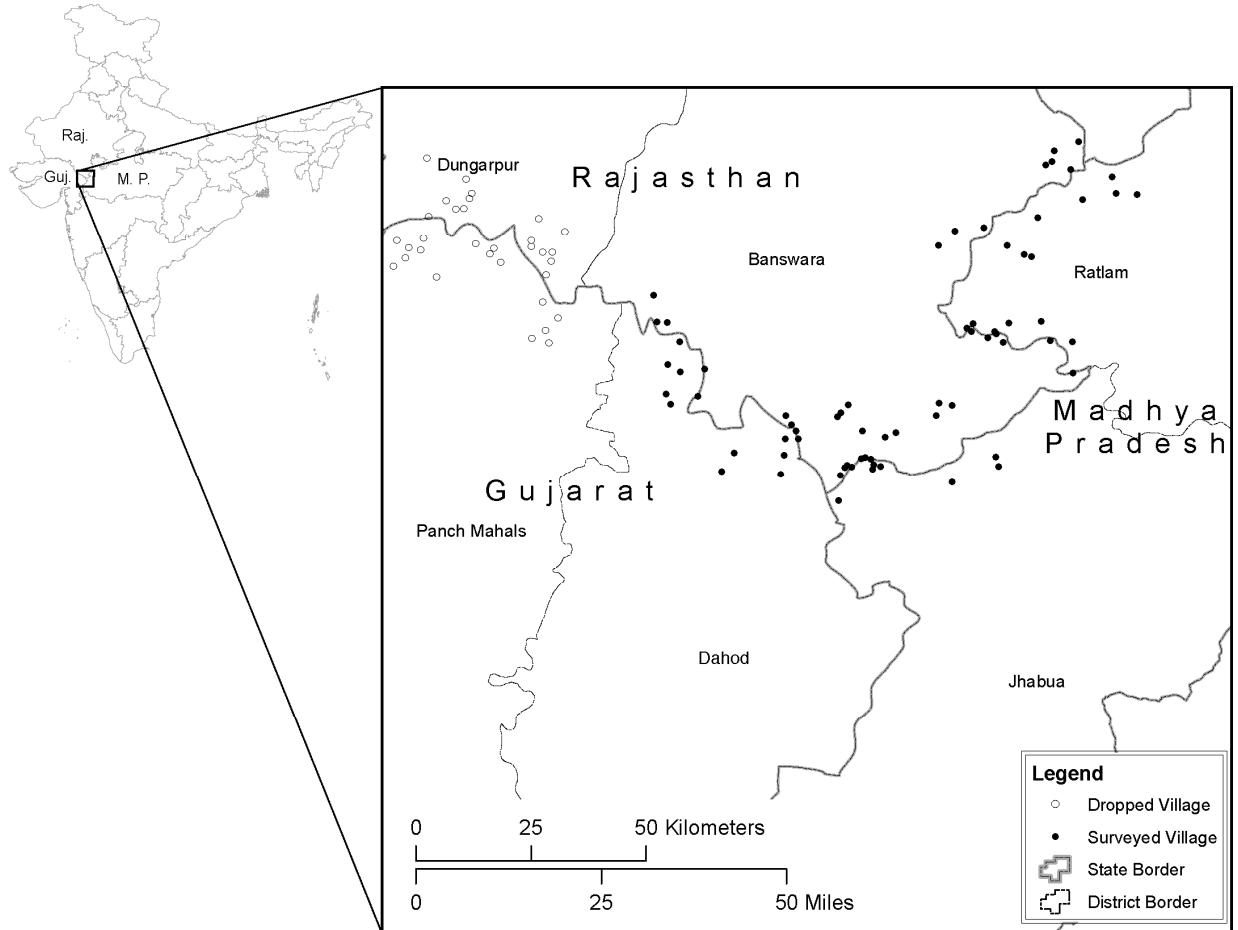 Raj.
Guj.
M. P.
Dungarpur
Rajasthan
Banswara
Ratlam
Madhya
Pradesh
Gujarat
Panch Mahals
Dahod
Jhabua
Legend
Dropped Village
Surveyed Village
State Border
District Border
0 25 50 Kilometers
0 25 50 Miles